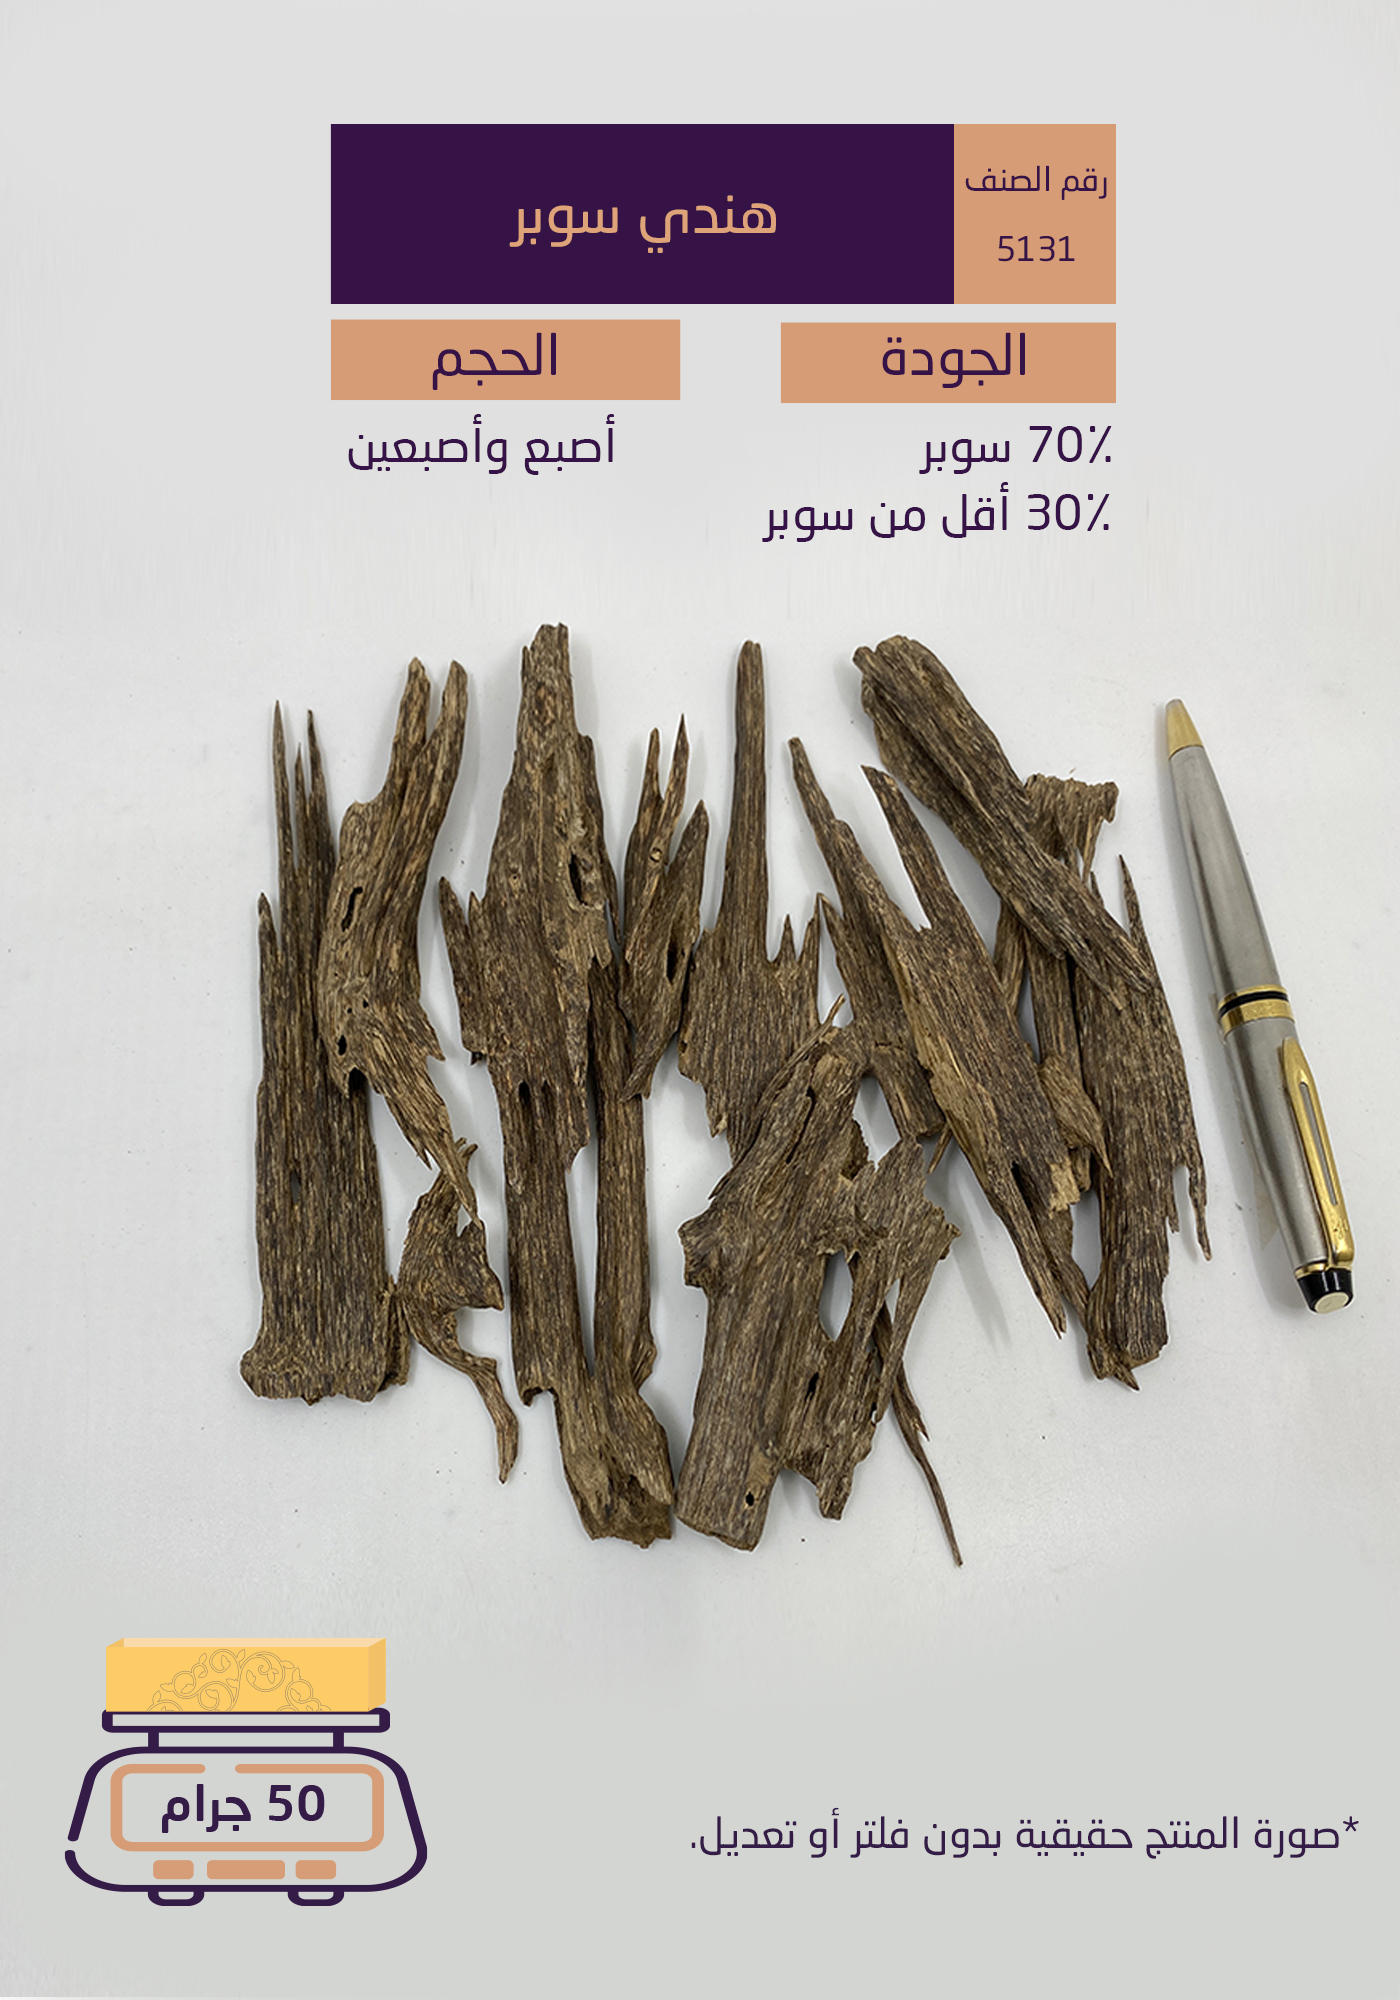 رقم الصنف
5131
هندي سوبر
الجودة
70٪ سوبر
30٪ أقل من سوبر
الحجم
أصبع وأصبعين
50 جرام
*صورة المنتج حقيقية بدون فلتر أو تعديل.